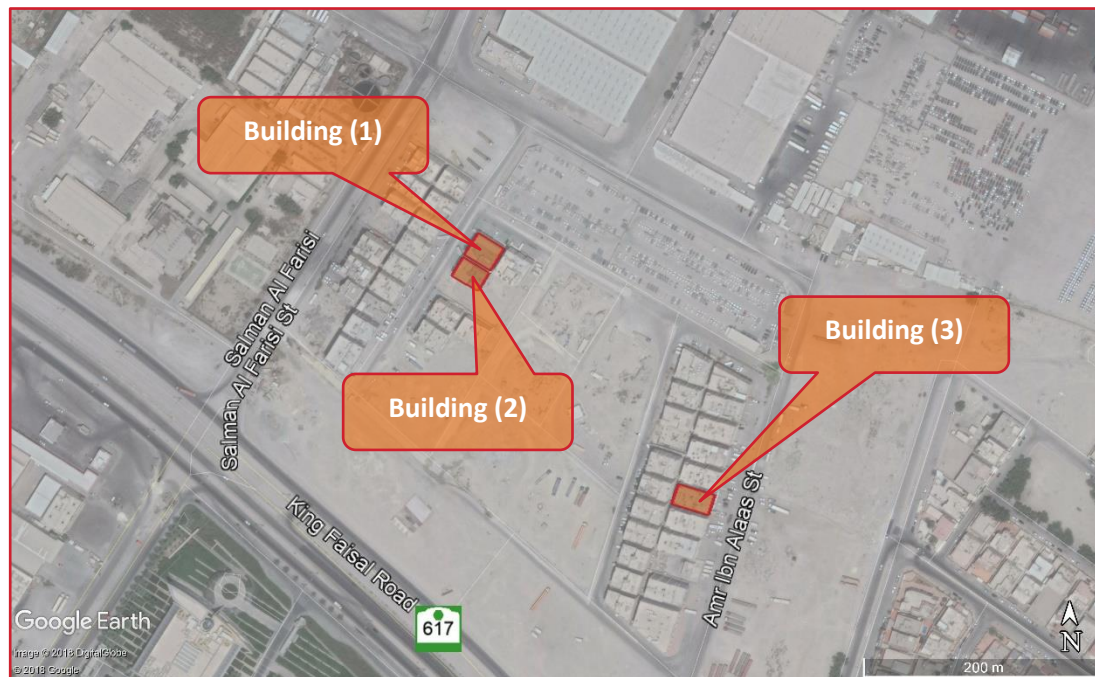 Building (1)
Building (2)
Building (3)
Salman Al Farisi
Salman Al Farisi St
King Faisal Road
617
Amr Ibn Alaas St
Google Earth
Image © 2018 DigitalGlobe
© 2018 Google
N
200 m